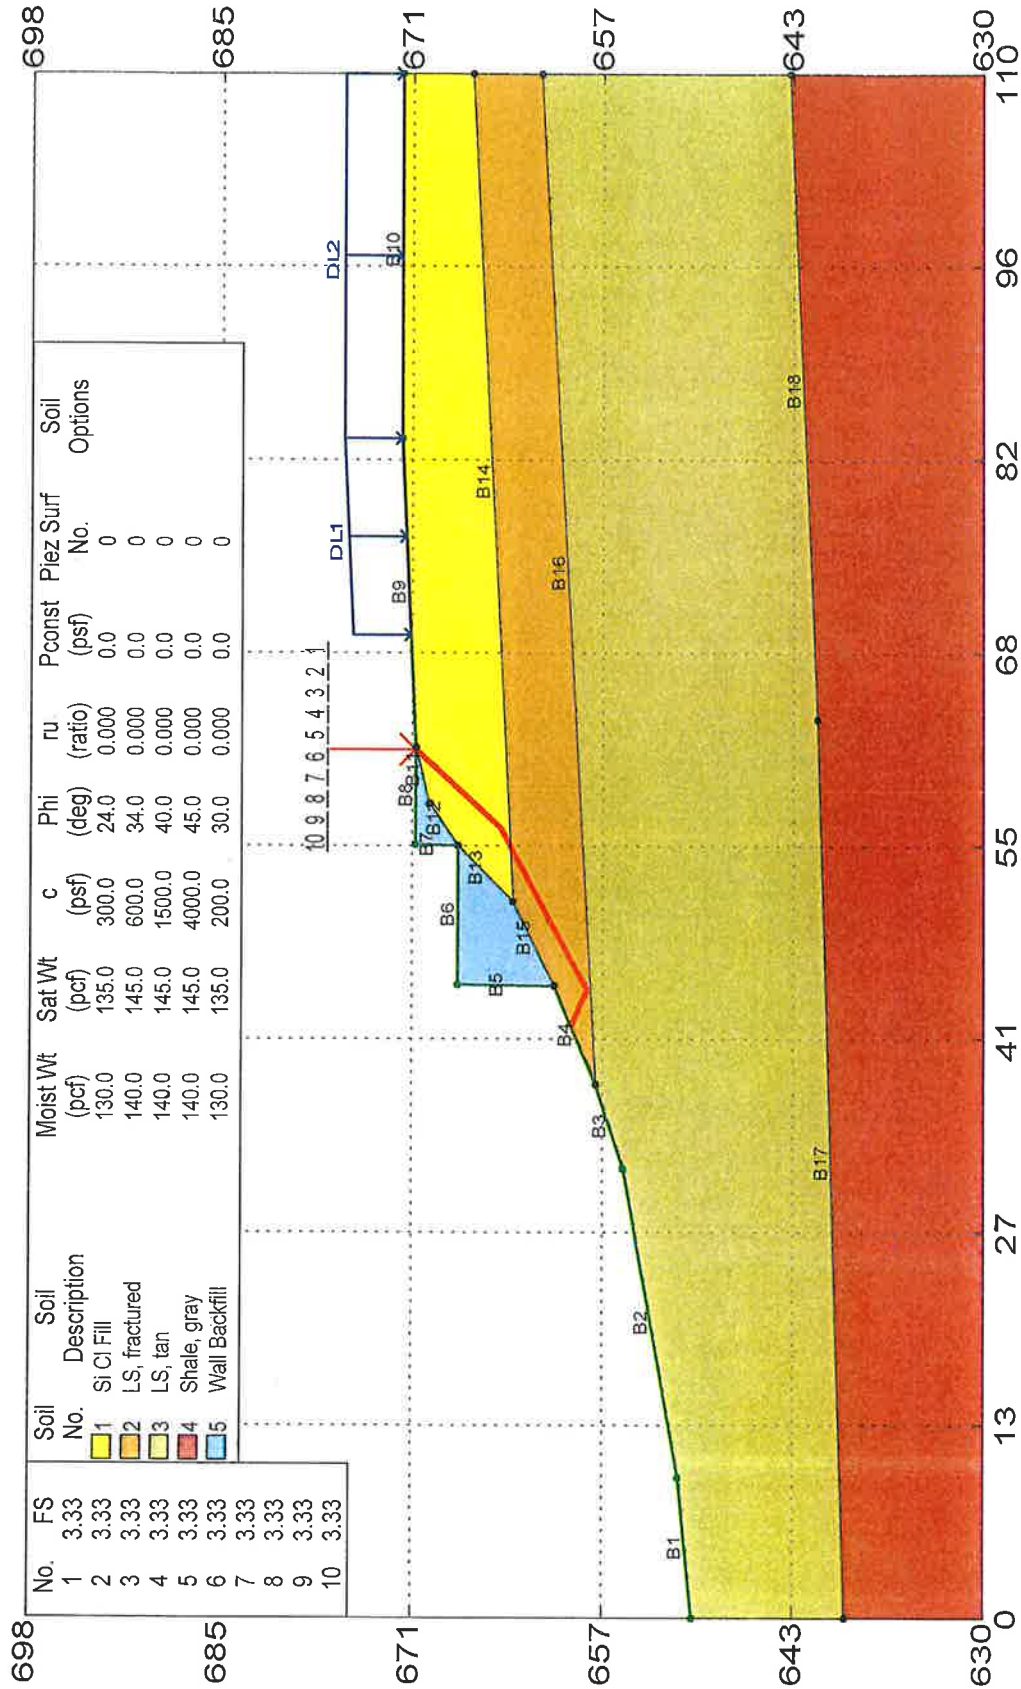 No. FS
1 3.33
2 3.33
3 3.33
4 3.33
5 3.33
6 3.33
7 3.33
8 3.33
9 3.33
10 3.33
Soil Soil Moist Wt Sat Wt c Phi ru Pconst Piez Surf Soil
No. Description (pcf) (pcf) (psf) (deg) (ratio) (psf) No. Options
1 Si Cl Fill 130.0 135.0 300.0 24.0 0.000 0.0 0
2 LS, fractured 140.0 145.0 600.0 34.0 0.000 0.0 0
3 LS, tan 140.0 145.0 1500.0 40.0 0.000 0.0 0
4 Shale, gray 140.0 145.0 4000.0 45.0 0.000 0.0 0
5 Wall Backfill 130.0 135.0 200.0 30.0 0.000 0.0 0
698
685
671
657
643
630
698
685
671
657
643
630
0 13 27 41 55 68 82 96 110
10 9 8 7 6 5 4 3 2 1
DL1
DL2
B1
B2
B3
B4
B5
B6
B7
B8
B9
B10
B12
B13
B14
B15
B16
B17
B18